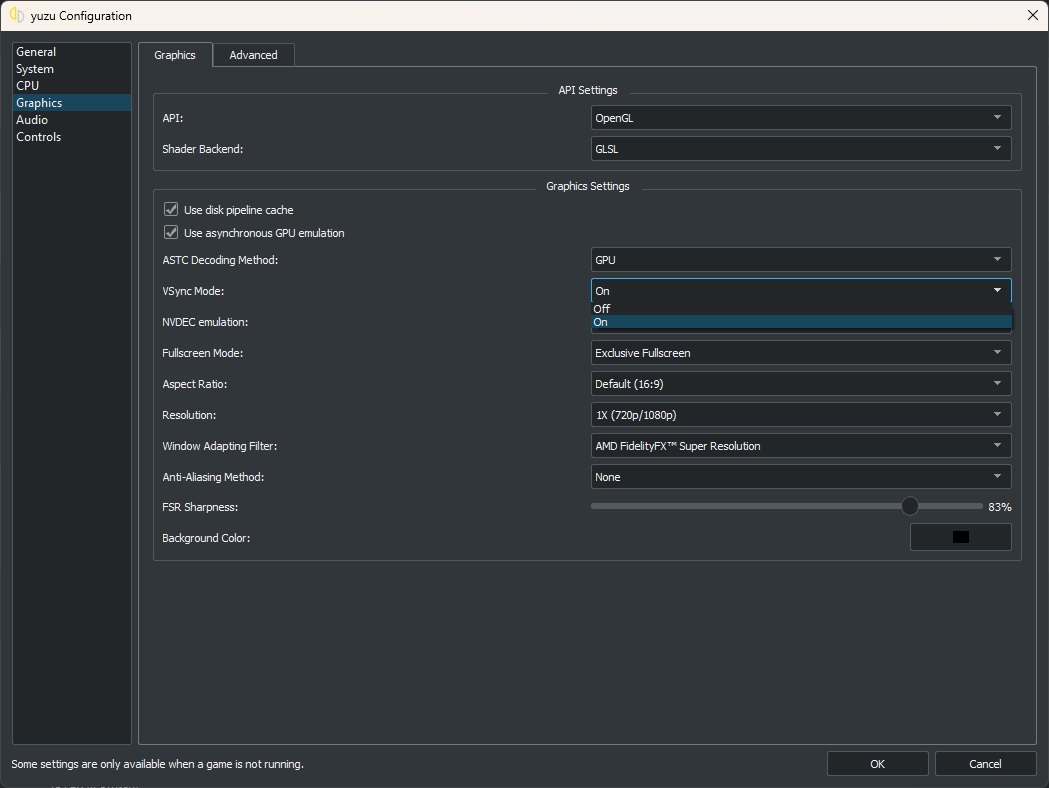 yuzu Configuration
General
System
CPU
Graphics
Audio
Controls
Graphics
Advanced
API Settings
API:
OpenGL
Shader Backend:
GLSL
Graphics Settings
Use disk pipeline cache
Use asynchronous GPU emulation
ASTC Decoding Method:
GPU
VSync Mode:
On
Off
On
NVDEC emulation:
Fullscreen Mode:
Exclusive Fullscreen
Aspect Ratio:
Default (16:9)
Resolution:
1X (720p/1080p)
Window Adapting Filter:
AMD FidelityFX™ Super Resolution
Anti-Aliasing Method:
None
FSR Sharpness:
83%
Background Color:
Some settings are only available when a game is not running.
OK
Cancel